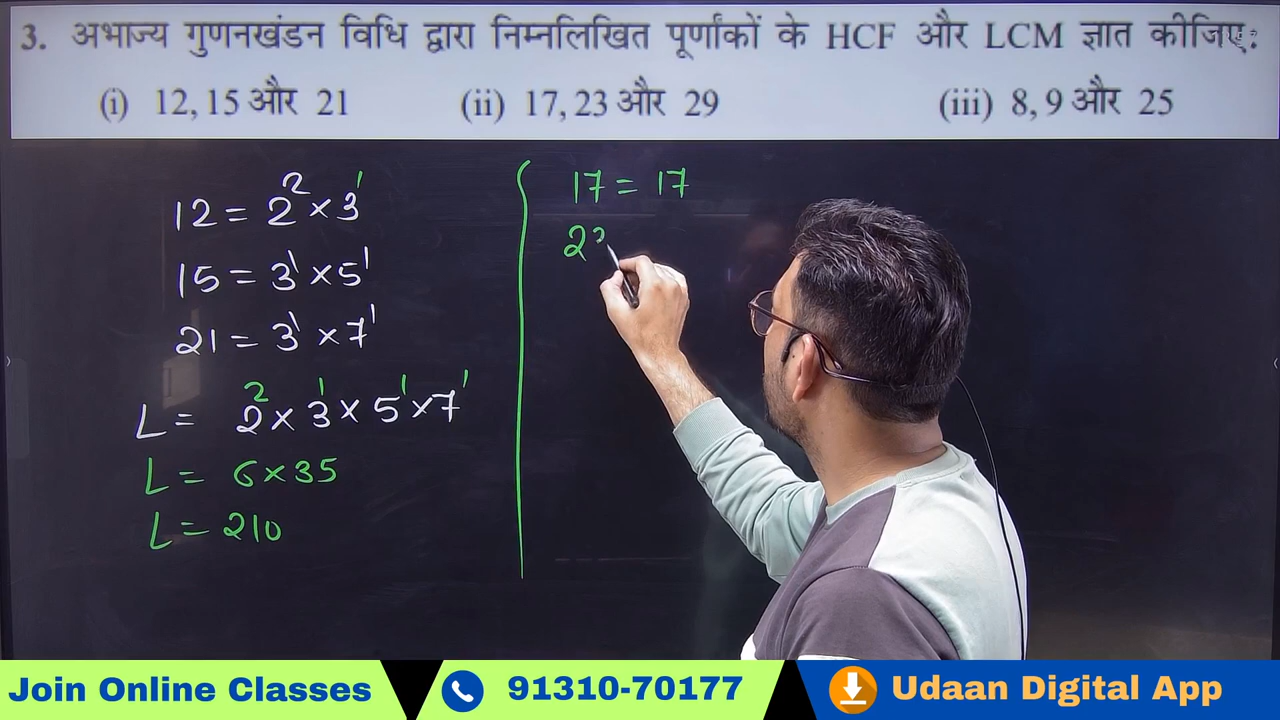 3. अभाज्य गुणनखंडन विधि द्वारा निम्नलिखित पूर्णांकों के HCF और LCM ज्ञात कीजिए:
(i) 12, 15 और 21 (ii) 17, 23 और 29 (iii) 8, 9 और 25
12 = 2² × 3¹
15 = 3¹ × 5¹
21 = 3¹ × 7¹
L = 2² × 3¹ × 5¹ × 7¹
L = 6 × 35
L = 210
17 = 17
Join Online Classes 91310-70177 Udaan Digital App